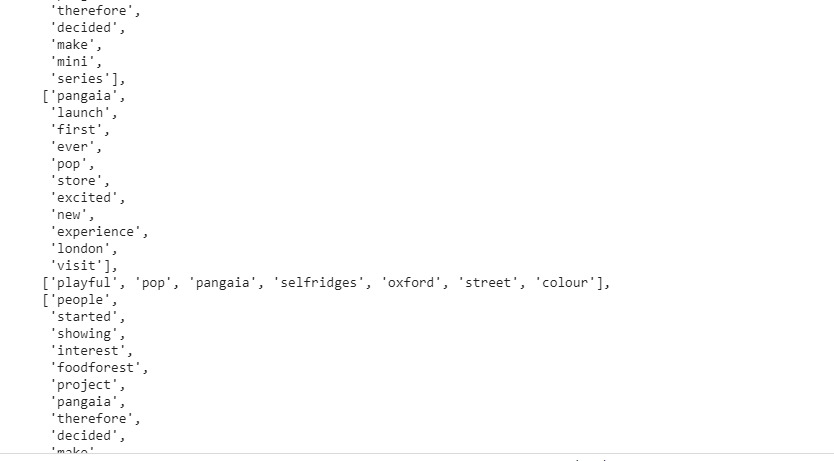 'therefore',
'decided',
'make',
'mini',
'series'],
['pangaia',
'launch',
'first',
'ever',
'pop',
'store',
'excited',
'new',
'experience',
'london',
'visit'],
['playful', 'pop', 'pangaia', 'selfridges', 'oxford', 'street', 'colour'],
['people',
'started',
'showing',
'interest',
'foodforest',
'project',
'pangaia',
'therefore',
'decided',
'make',